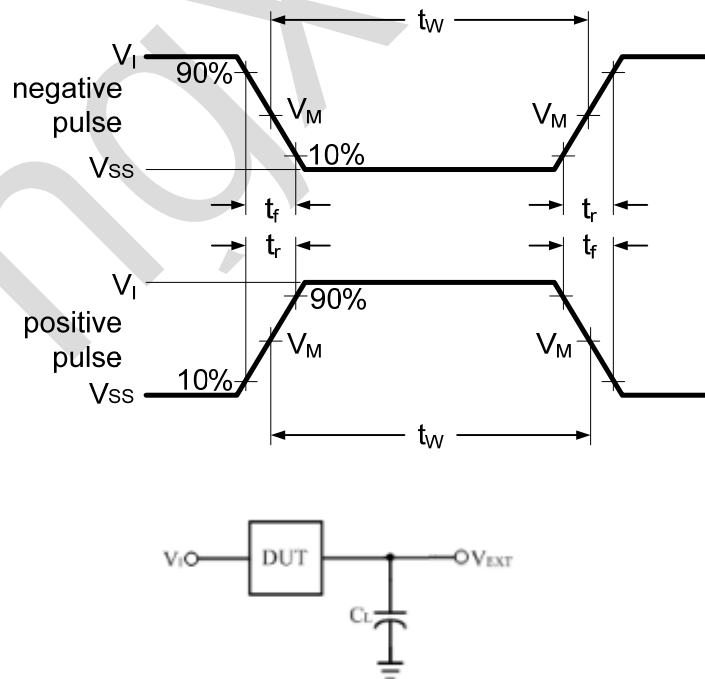 tW
VI
90%
negative
pulse
VM
VM
10%
VSS
tf
tr
tr
tf
VI
90%
positive
pulse
VM
VM
10%
VSS
tW
VI
DUT
VEXT
CL